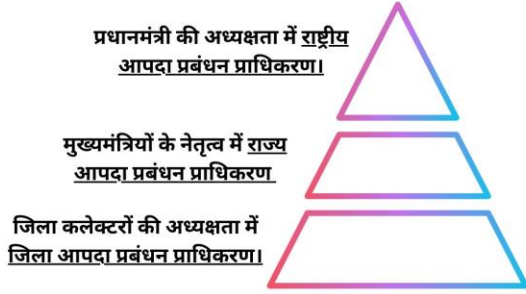 प्रधानमंत्री की अध्यक्षता में राष्ट्रीय
आपदा प्रबंधन प्राधिकरण।
मुख्यमंत्रियों के नेतृत्व में राज्य
आपदा प्रबंधन प्राधिकरण
जिला कलेक्टरों की अध्यक्षता में
जिला आपदा प्रबंधन प्राधिकरण।